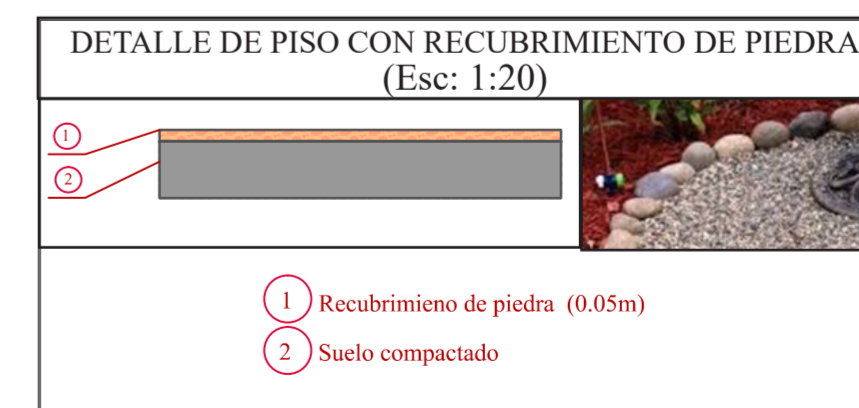 DETALLE DE PISO CON RECUBRIMIENTO DE PIEDRA
(Esc: 1:20)
1
2
1 Recubrimieno de piedra (0.05m)
2 Suelo compactado